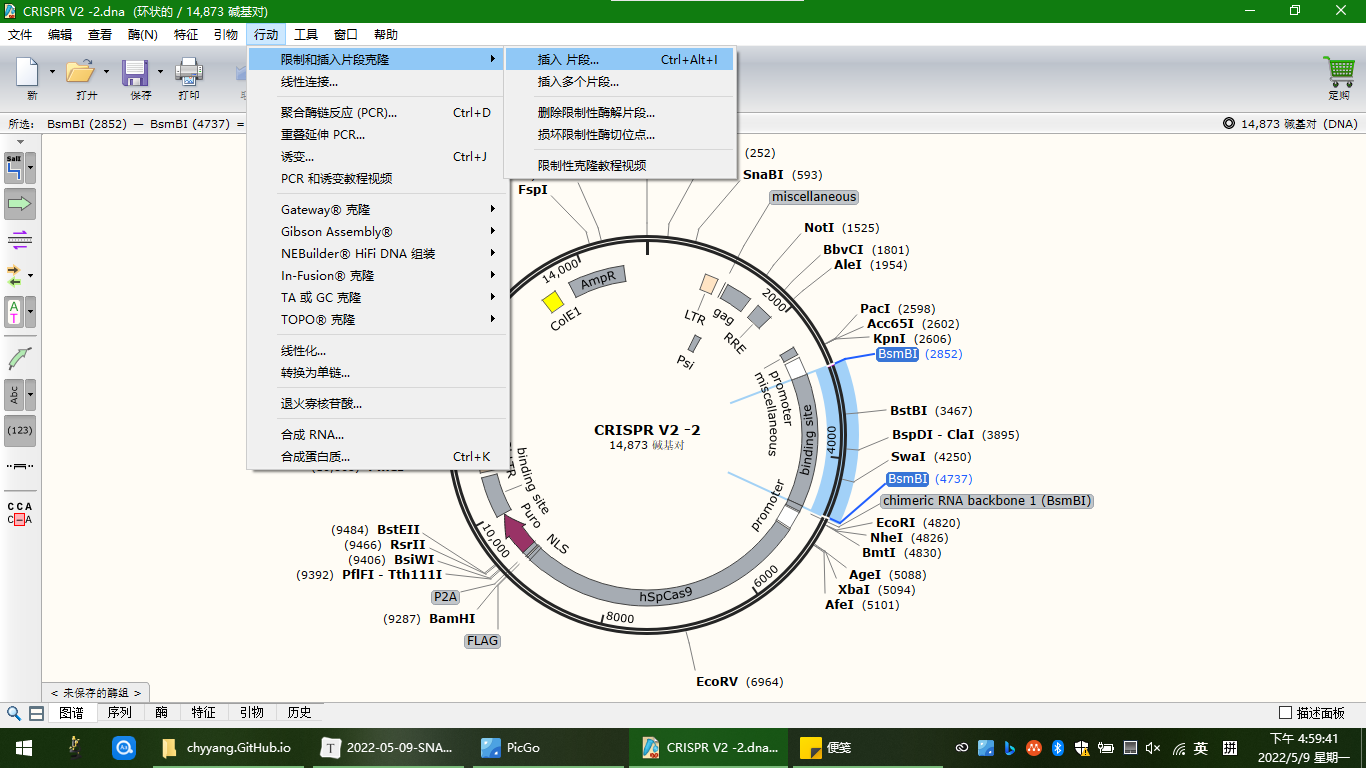 CRISPR V2 -2.dna (环状的 / 14,873 碱基对)
文件 编辑 查看 酶(N) 特征 引物 行动 工具 窗口 帮助
新 打开 保存 打印 定购
限制和插入片段克隆
线性连接...
聚合酶链反应 (PCR)... Ctrl+D
重叠延伸 PCR...
诱变... Ctrl+J
PCR 和诱变教程视频
Gateway® 克隆
Gibson Assembly®
NEBuilder® HiFi DNA 组装
In-Fusion® 克隆
TA 或 GC 克隆
TOPO® 克隆
线性化...
转换为单链...
退火寡核苷酸...
合成 RNA...
合成蛋白质... Ctrl+K
插入 片段... Ctrl+Alt+I
插入多个片段...
删除限制性酶解片段...
损坏限制性酶切位点...
限制性克隆教程视频
所选: BsmBI (2852) — BsmBI (4737) =
14,873 碱基对 (DNA)
SalI
A
T
Abc
(123)
C C A
C – A
(252)
SnaBI (593)
miscellaneous
FspI
NotI (1525)
BbvCI (1801)
AleI (1954)
PacI (2598)
Acc65I (2602)
KpnI (2606)
BsmBI (2852)
BstBI (3467)
BspDI - ClaI (3895)
SwaI (4250)
BsmBI (4737)
chimeric RNA backbone 1 (BsmBI)
EcoRI (4820)
NheI (4826)
BmtI (4830)
AgeI (5088)
XbaI (5094)
AfeI (5101)
EcoRV (6964)
FLAG
(9287) BamHI
P2A
(9392) PflFI - Tth111I
(9406) BsiWI
(9466) RsrII
(9484) BstEII
14,000
AmpR
ColE1
LTR
gag
RRE
Psi
2000
promoter
miscellaneous
binding site
4000
promoter
6000
hSpCas9
8000
NLS
Puro
10,000
binding site
CRISPR V2 -2
14,873 碱基对
< 未保存的酶组 >
图谱 序列 酶 特征 引物 历史
描述面板
chyyang.GitHub.io
T 2022-05-09-SNA...
PicGo
CRISPR V2 -2.dna...
便笺
英 拼
下午 4:59:41
2022/5/9 星期一